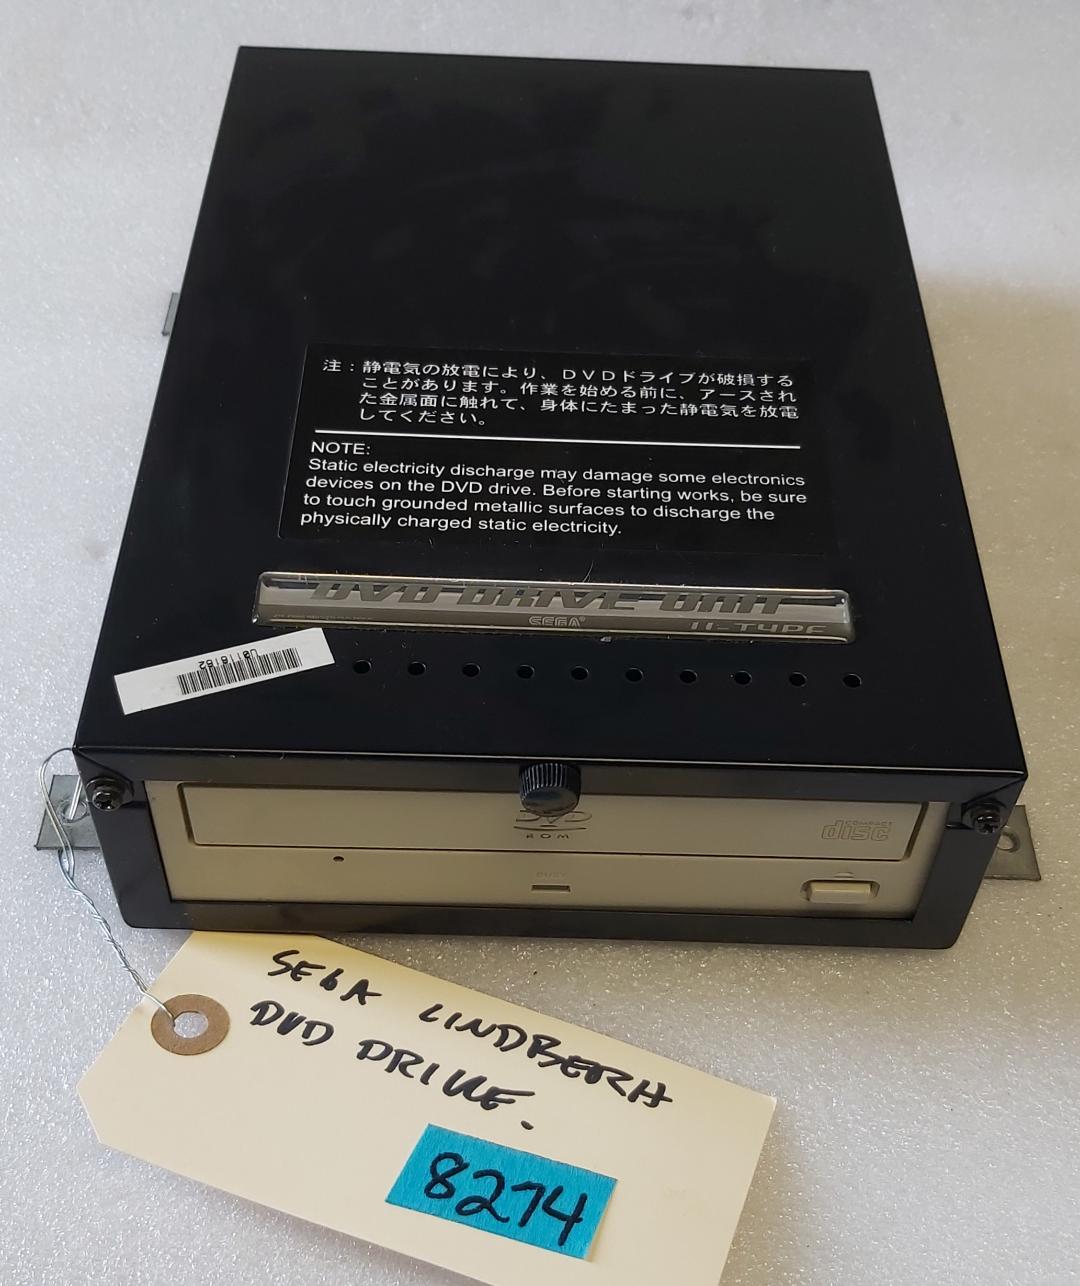 注：静電気の放電により、ＤＶＤドライブが破損する
ことがあります。作業を始める前に、アースされ
た金属面に触れて、身体にたまった静電気を放電
してください。
NOTE:
Static electricity discharge may damage some electronics
devices on the DVD drive. Before starting works, be sure
to touch grounded metallic surfaces to discharge the
physically charged static electricity.
DVD DRIVE UNIT
SEGA®
II-TYPE
DVD
ROM
COMPACT
disc
BUSY
SEGA LINDBERH
DVD DRIVE.
8274